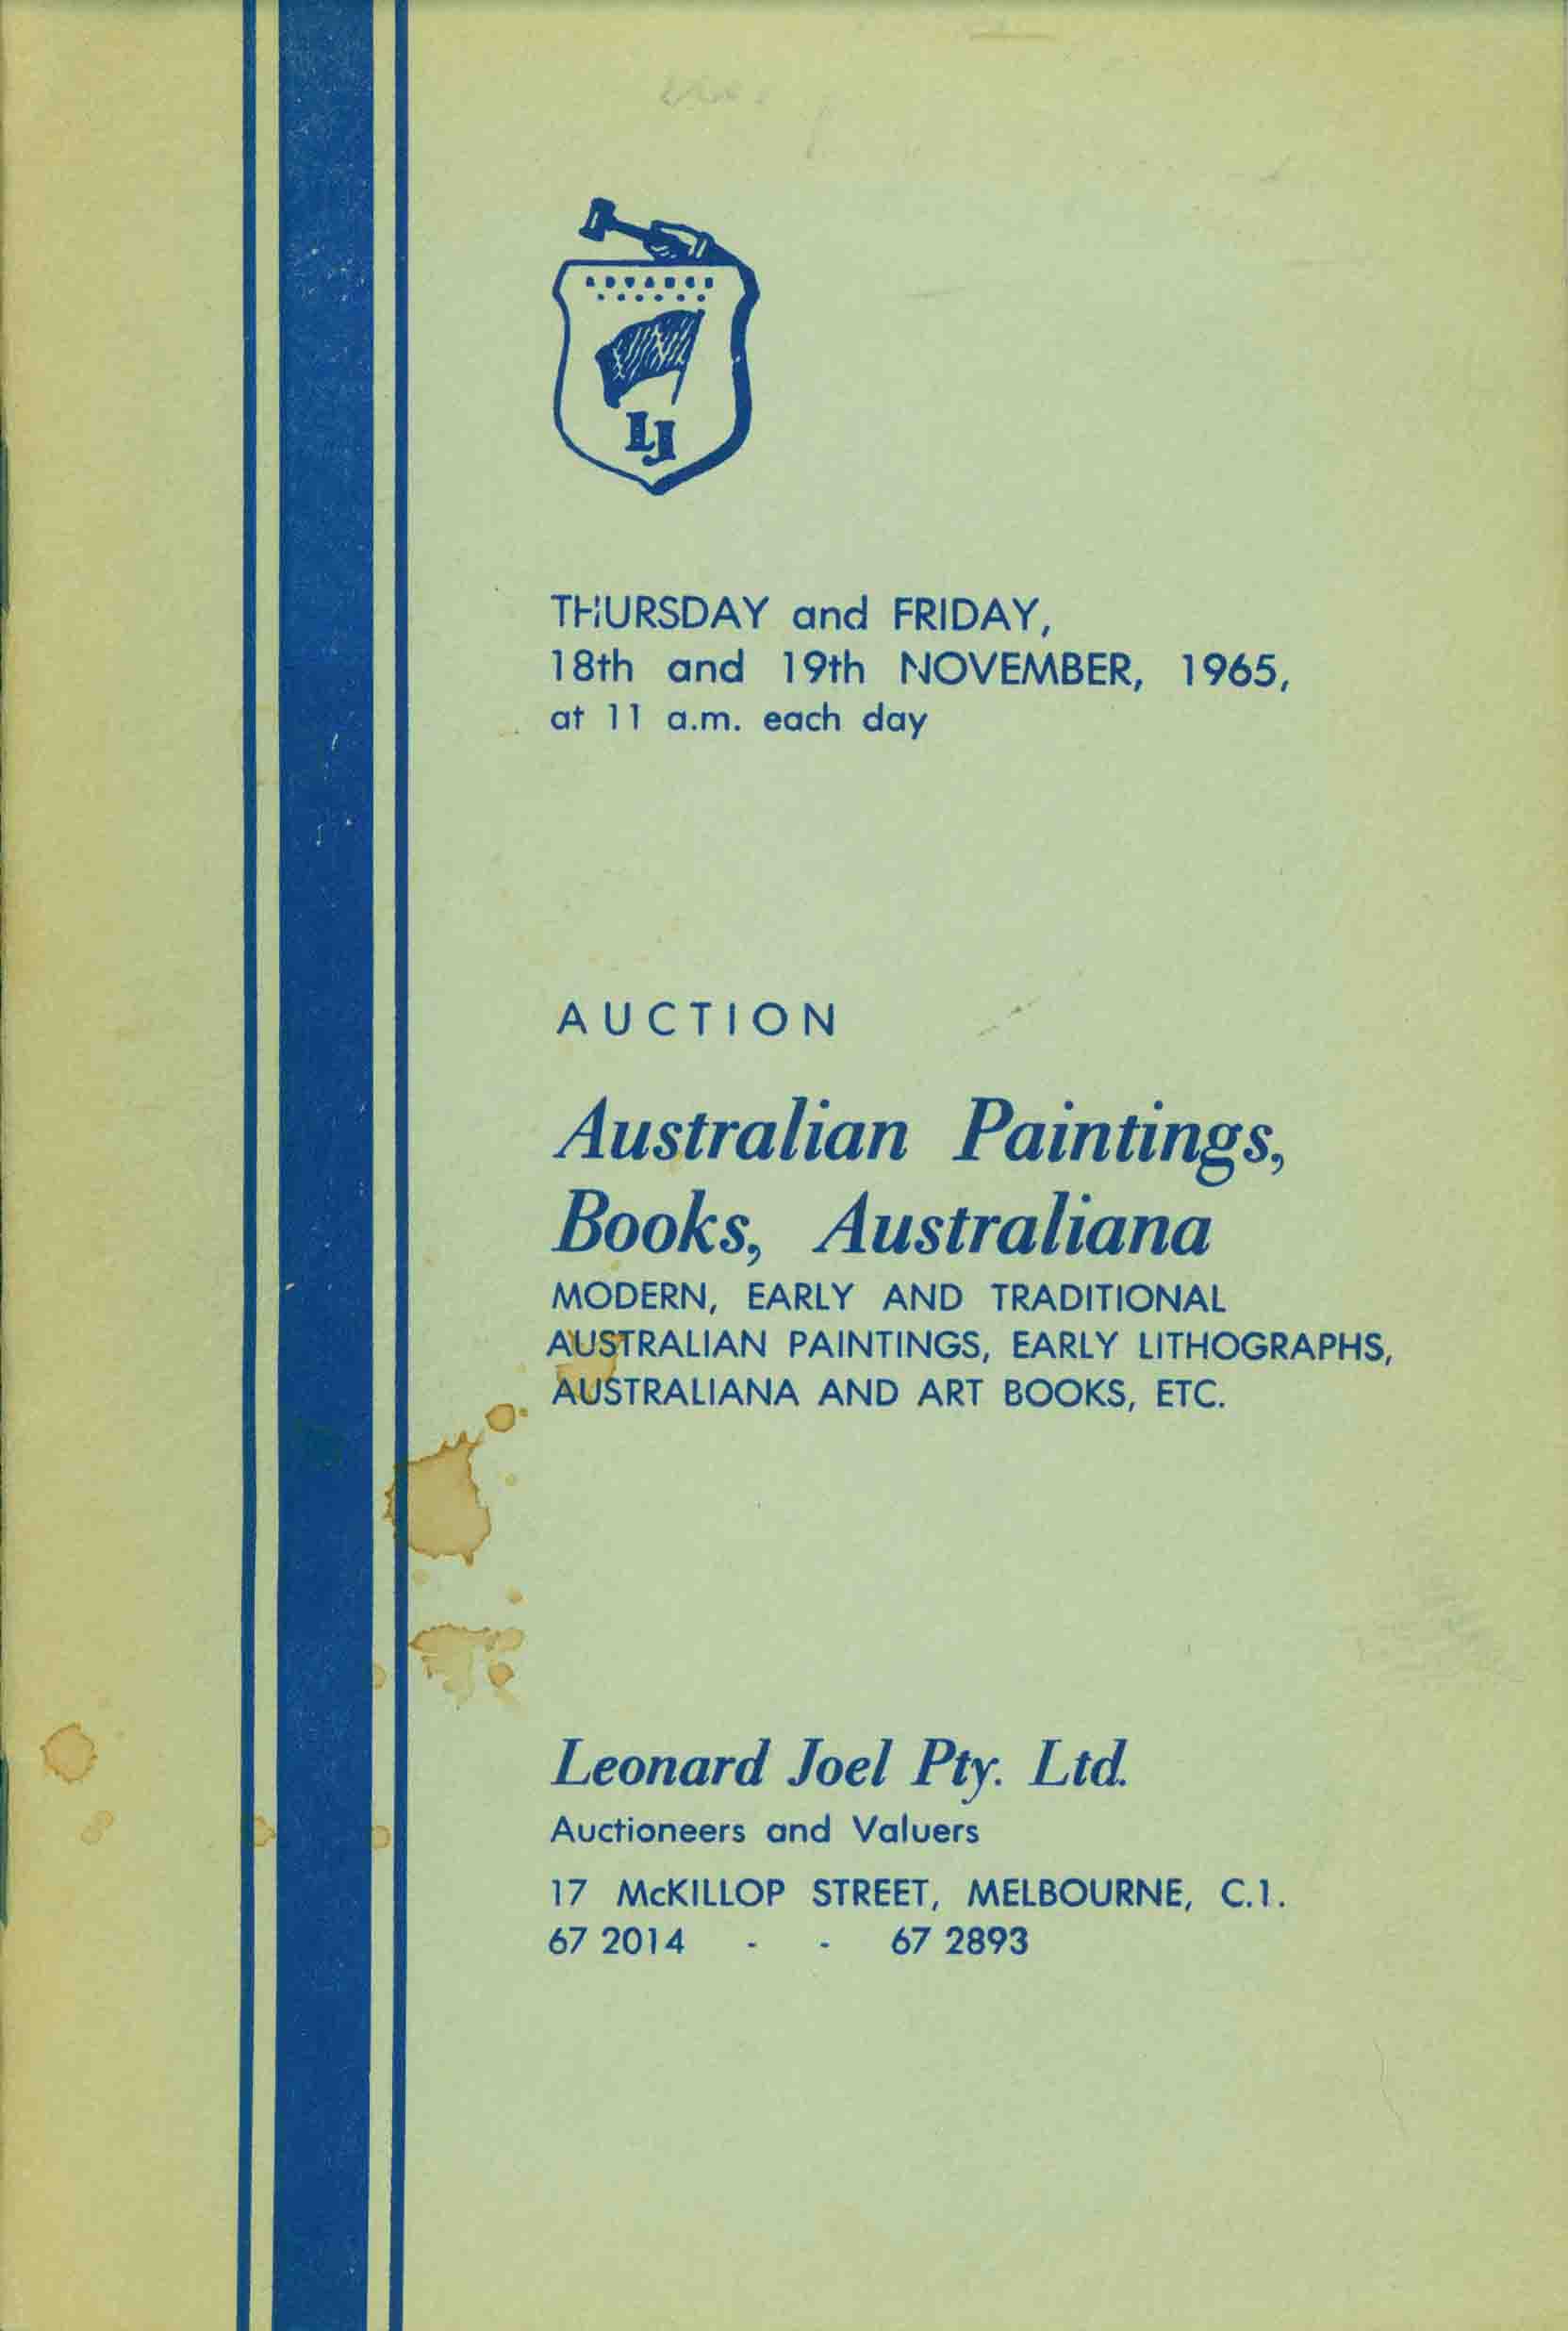 LJ
THURSDAY and FRIDAY,
18th and 19th NOVEMBER, 1965,
at 11 a.m. each day
AUCTION
Australian Paintings,
Books, Australiana
MODERN, EARLY AND TRADITIONAL
AUSTRALIAN PAINTINGS, EARLY LITHOGRAPHS,
AUSTRALIANA AND ART BOOKS, ETC.
Leonard Joel Pty. Ltd.
Auctioneers and Valuers
17 McKILLOP STREET, MELBOURNE, C.1.
67 2014 - - 67 2893